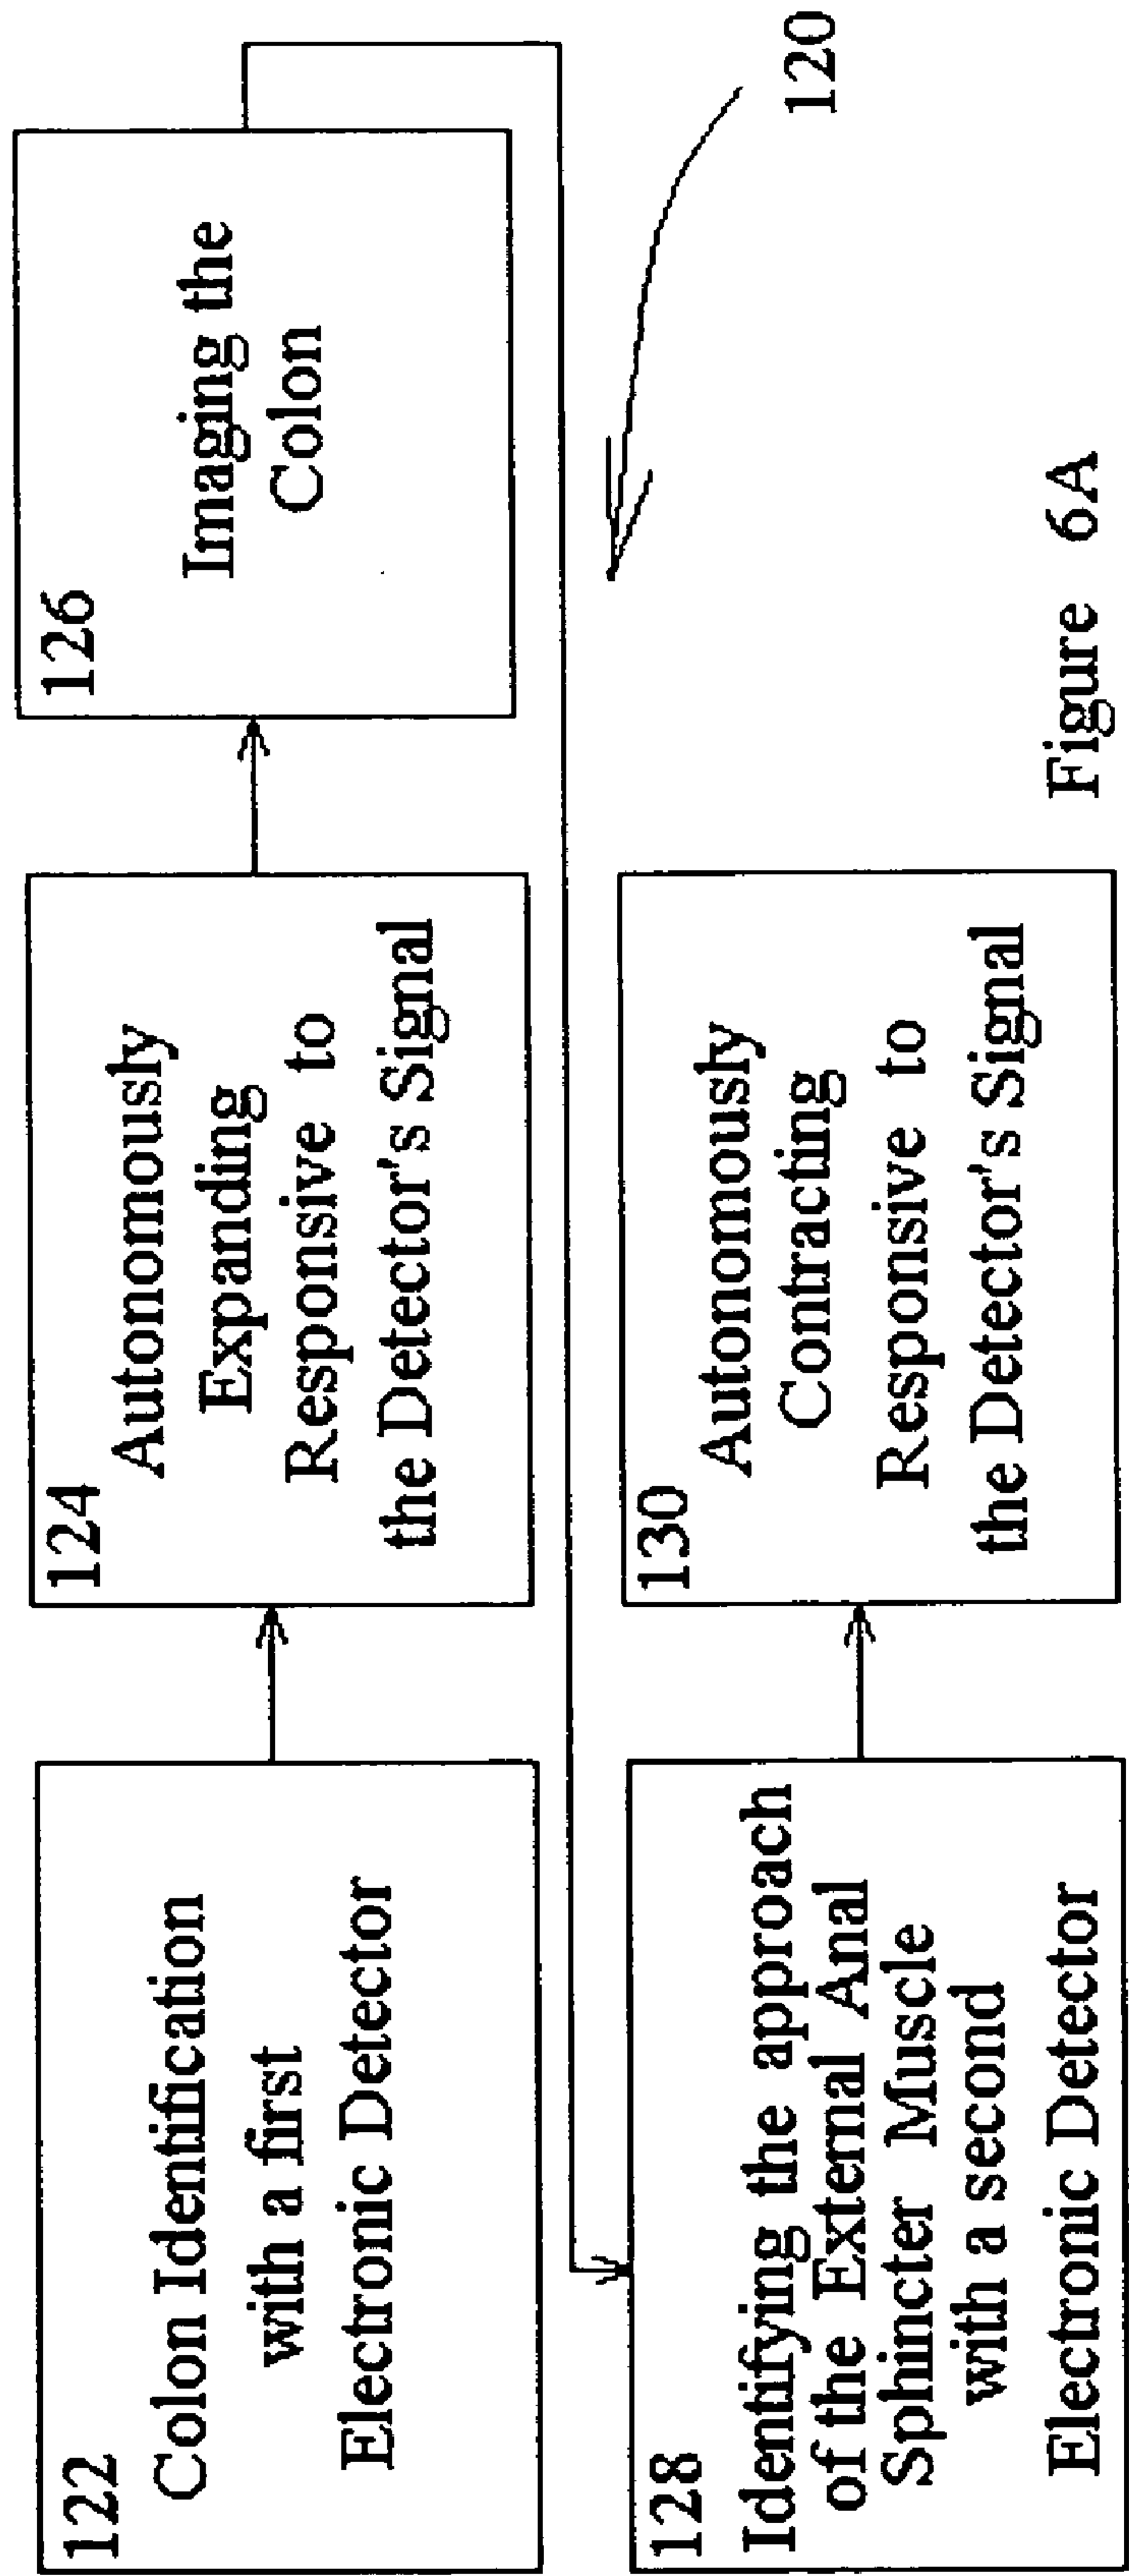 122
Colon Identification
with a first
Electronic Detector
124
Autonomously
Expanding
Responsive to
the Detector's Signal
126
Imaging the
Colon
128
Identifying the approach
of the External Anal
Sphincter Muscle
with a second
Electronic Detector
130
Autonomously
Contracting
Responsive to
the Detector's Signal
120
Figure 6A